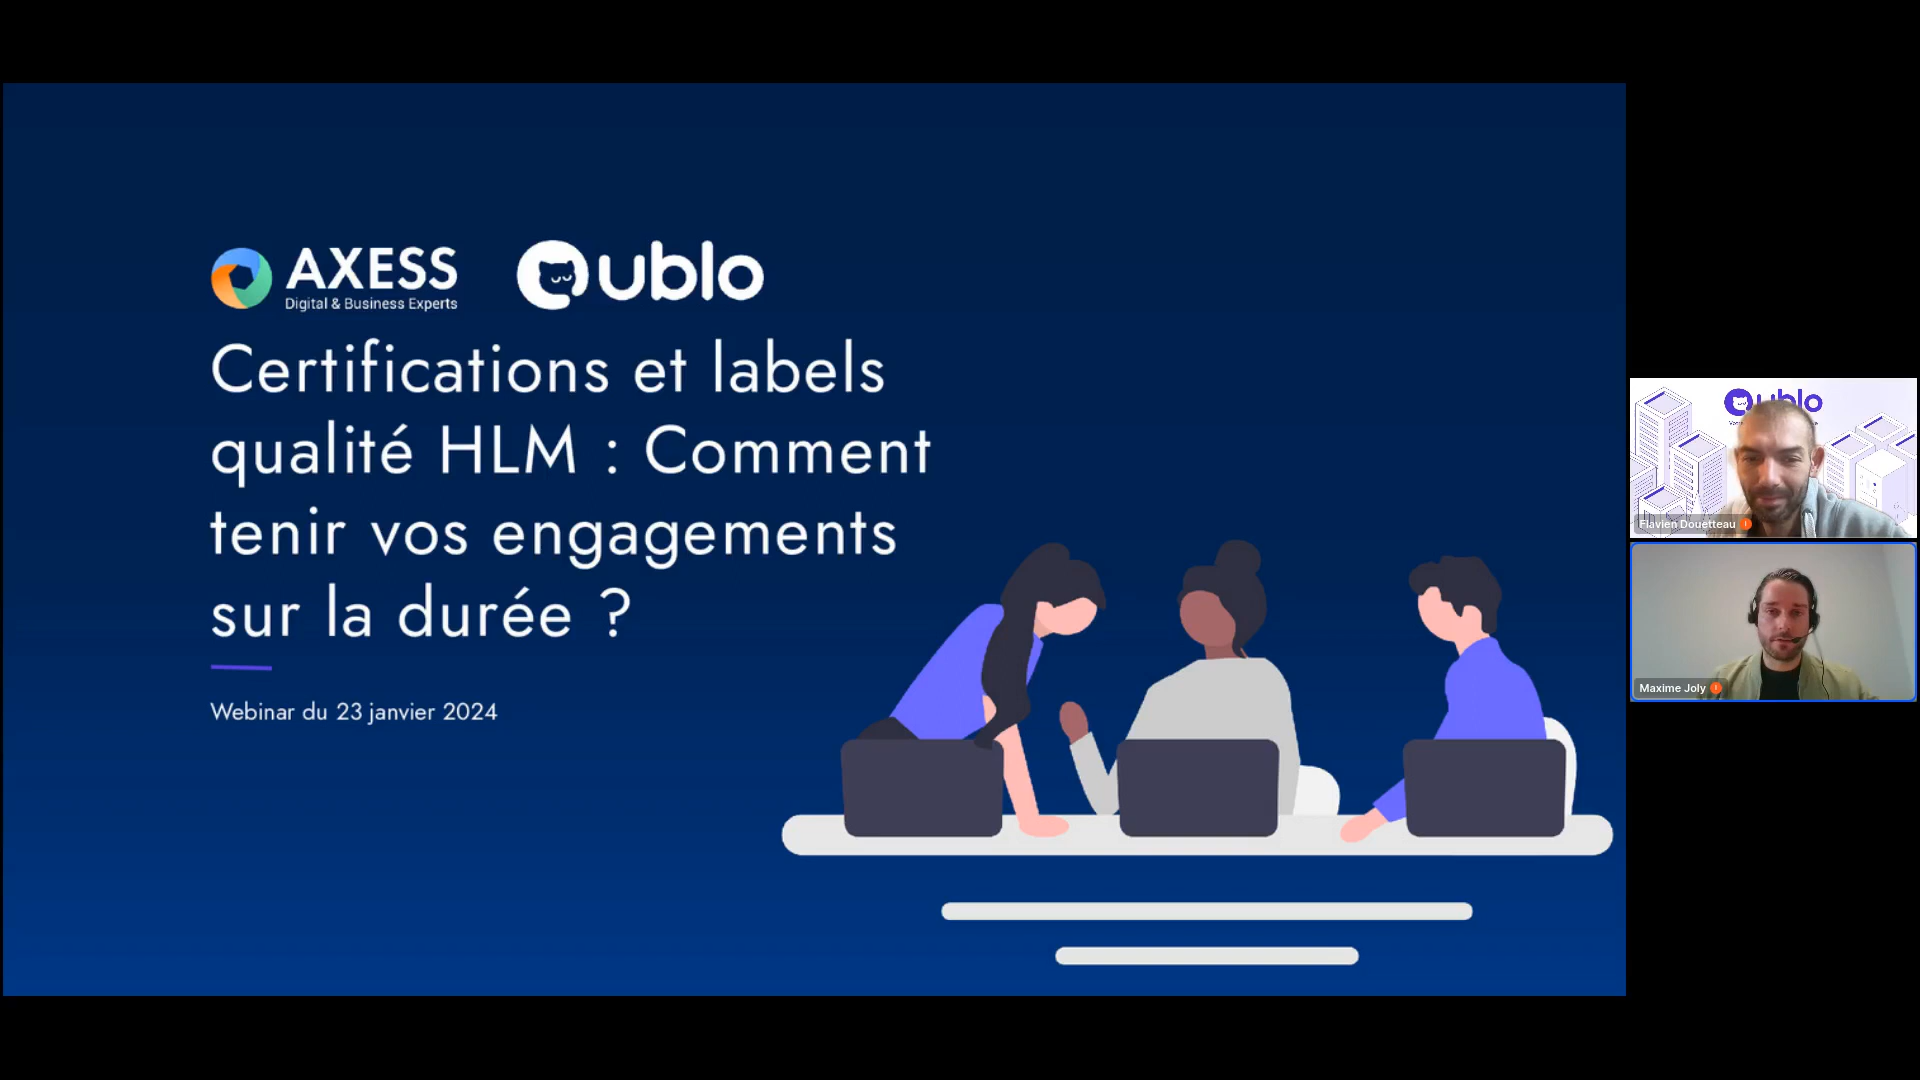 AXESS
Digital & Business Experts
ublo
Certifications et labels
qualité HLM : Comment
tenir vos engagements
sur la durée ?
Webinar du 23 janvier 2024
ublo
Flavien Douetteau
Maxime Joly